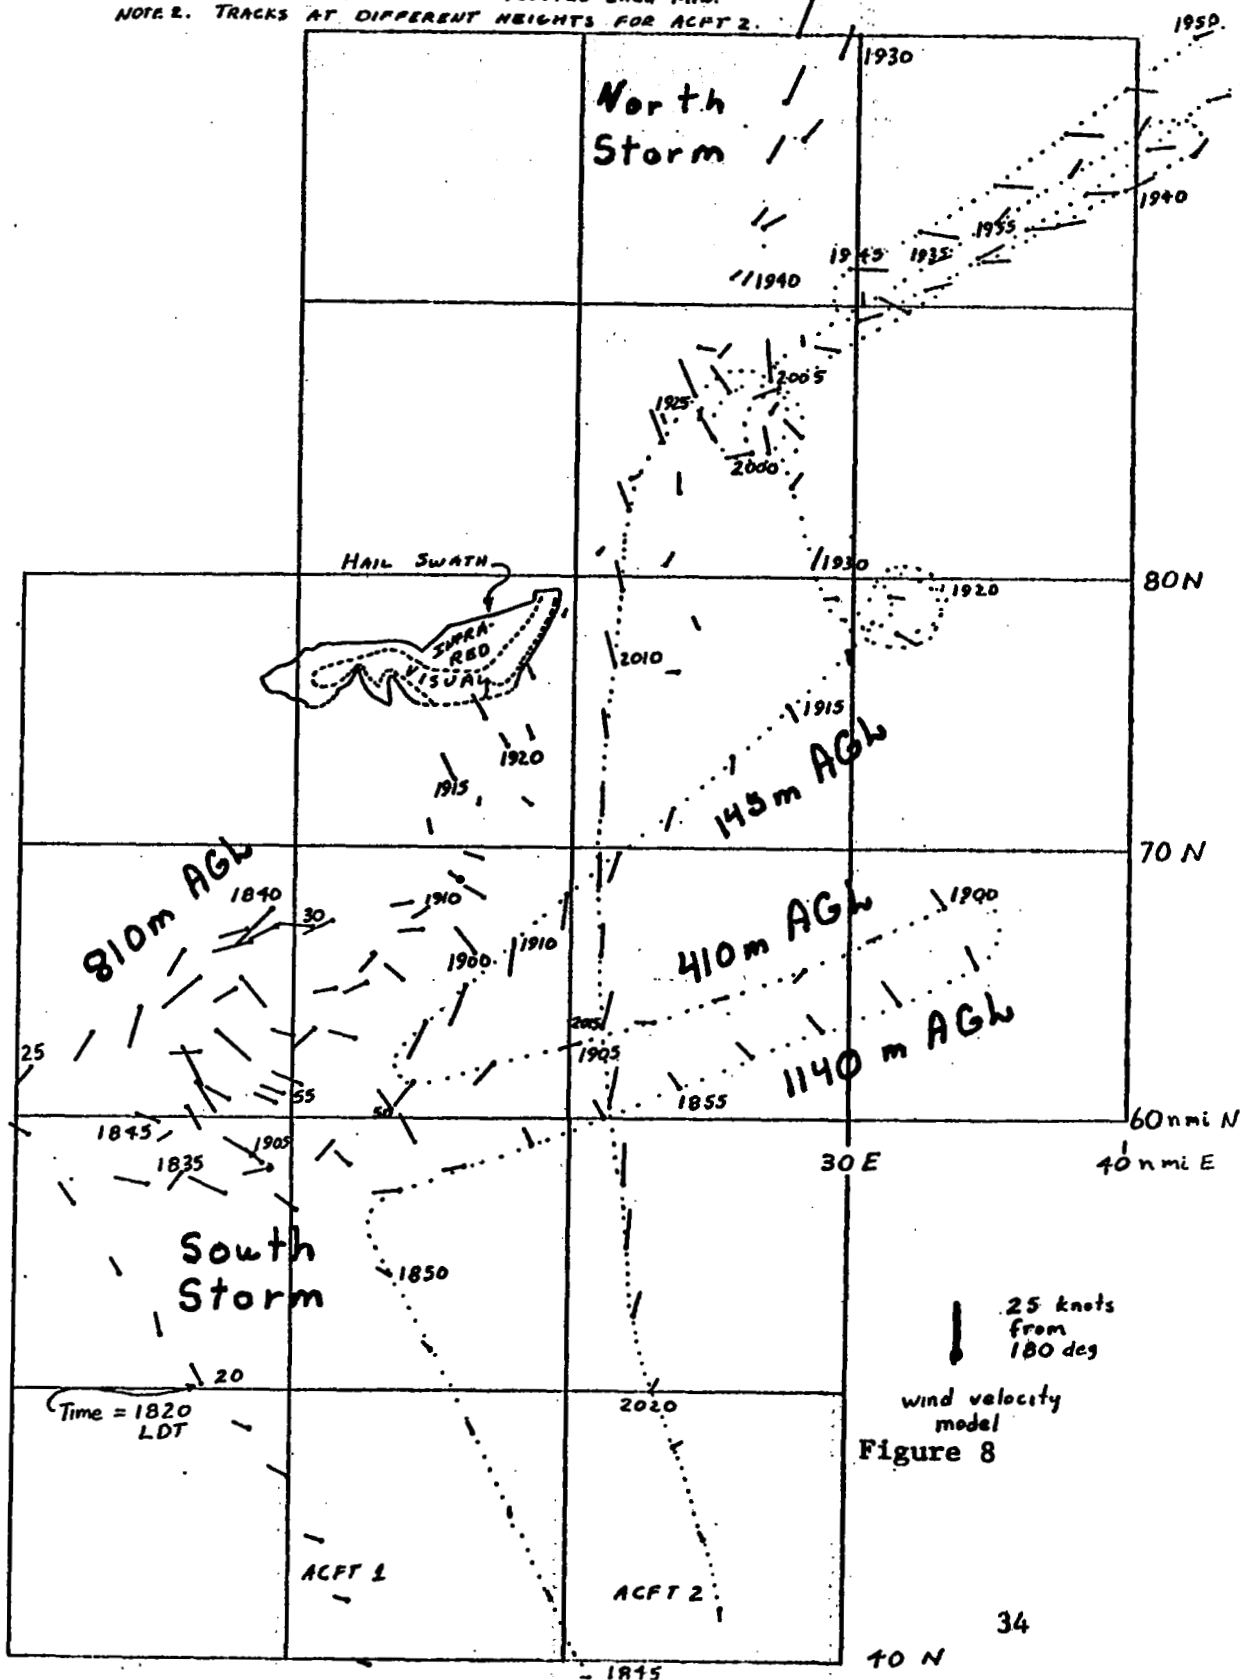 NOTE 2. TRACKS AT DIFFERENT HEIGHTS FOR ACFT 2.
1950
1930
North
Storm
1940
1945
1935
1955
1940
2005
1925
2000
HAIL SWATH
1930
80N
1920
INFRA-
RED
VISUAL
2010
1915
1920
1915
145m AGL
70 N
810m AGL
1840
30
1910
1900
1900
1910
410m AGL
25
2015
1905
1140 m AGL
55
50
1855
60 nmi N
1845
1905
1835
30 E
40 nmi E
South
Storm
1850
25 knots
from
180 deg
20
Time = 1820
LDT
2020
wind velocity
model
Figure 8
ACFT 1
ACFT 2
34
40 N
1845